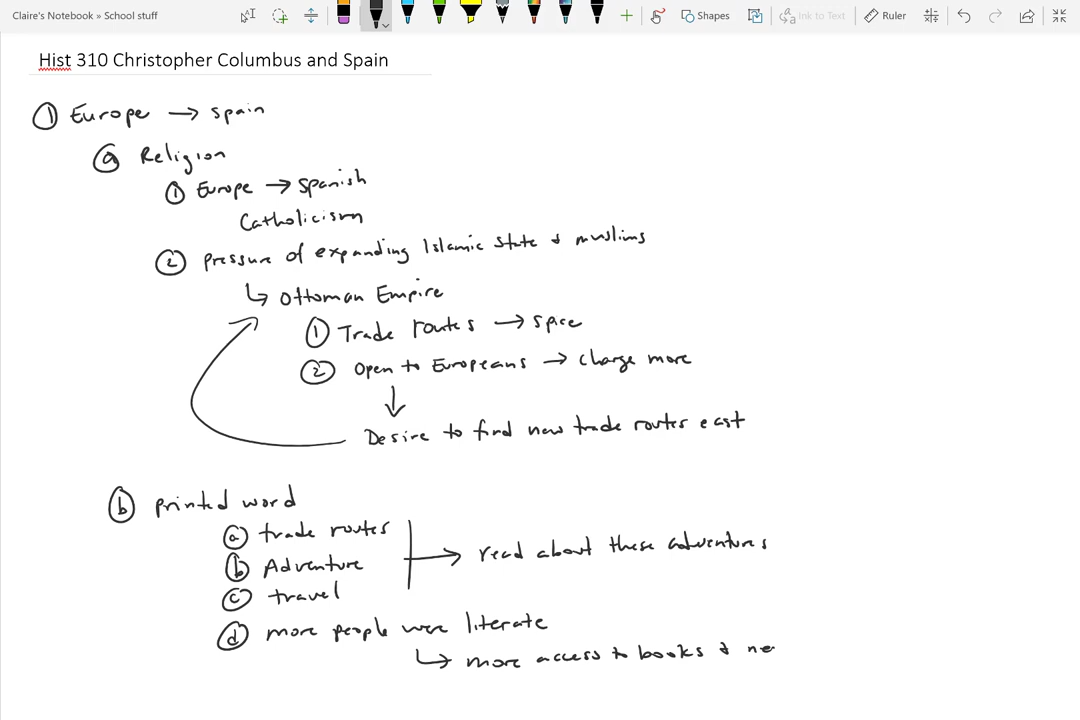 Claire's Notebook » School stuff
Shapes
Ink to Text
Ruler
Hist 310 Christopher Columbus and Spain
① Europe → Spain
ⓐ Religion
① Europe → Spanish
Catholicism
② Pressure of expanding Islamic state & muslims
↳ Ottoman Empire
① Trade routes → spice
② Open to Europeans → charge more
↓
Desire to find new trade routes east
ⓑ Printed word
ⓐ trade routes
ⓑ Adventure → read about these adventures
ⓒ travel
ⓓ more people were literate
↳ more access to books & ne